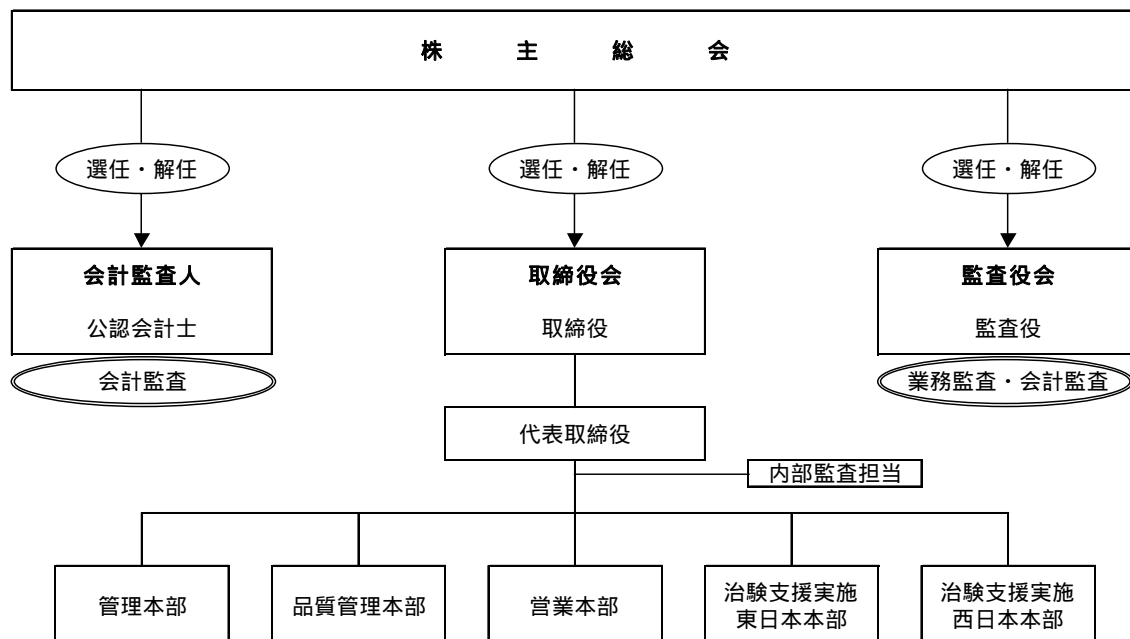 株主総会
選任・解任
選任・解任
選任・解任
会計監査人
公認会計士
会計監査
取締役会
取締役
監査役会
監査役
業務監査・会計監査
代表取締役
内部監査担当
管理本部
品質管理本部
営業本部
治験支援実施
東日本本部
治験支援実施
西日本本部